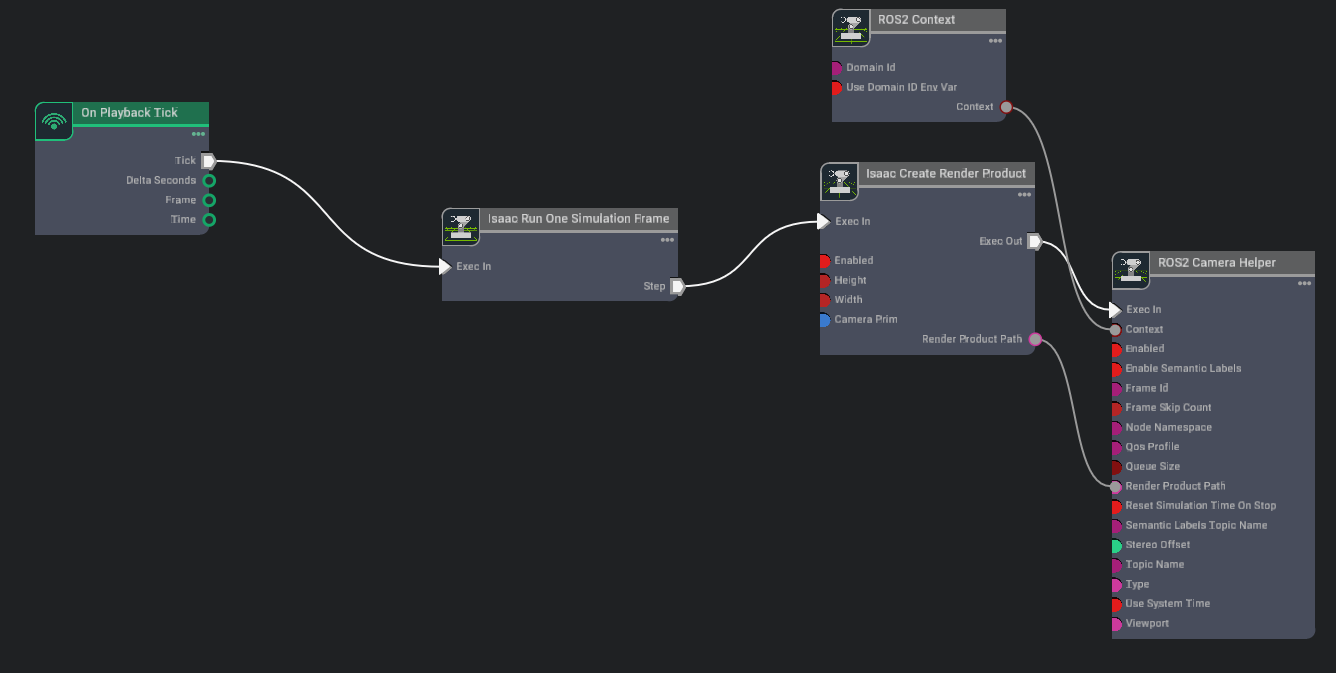 On Playback Tick
Tick
Delta Seconds
Frame
Time
Isaac Run One Simulation Frame
Exec In
Step
ROS2 Context
Domain Id
Use Domain ID Env Var
Context
Isaac Create Render Product
Exec In
Exec Out
Enabled
Height
Width
Camera Prim
Render Product Path
ROS2 Camera Helper
Exec In
Context
Enabled
Enable Semantic Labels
Frame Id
Frame Skip Count
Node Namespace
Qos Profile
Queue Size
Render Product Path
Reset Simulation Time On Stop
Semantic Labels Topic Name
Stereo Offset
Topic Name
Type
Use System Time
Viewport